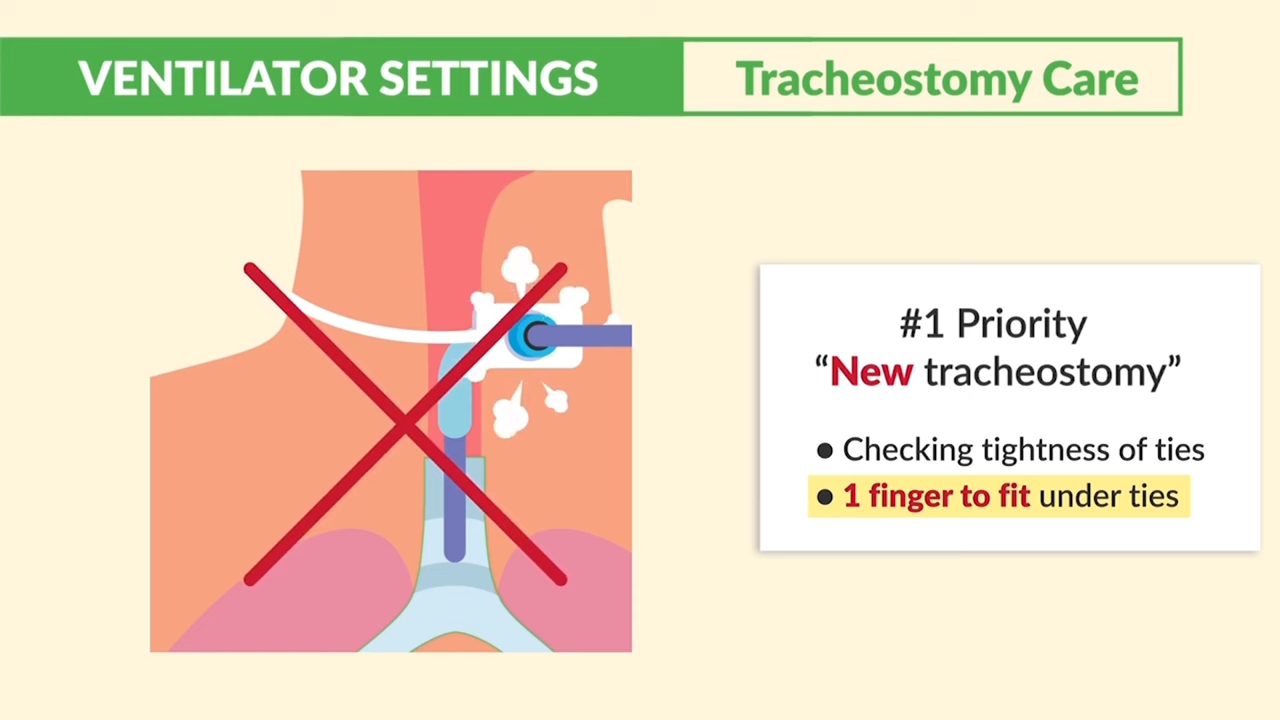 VENTILATOR SETTINGS
Tracheostomy Care
#1 Priority
“New tracheostomy”
● Checking tightness of ties
● 1 finger to fit under ties